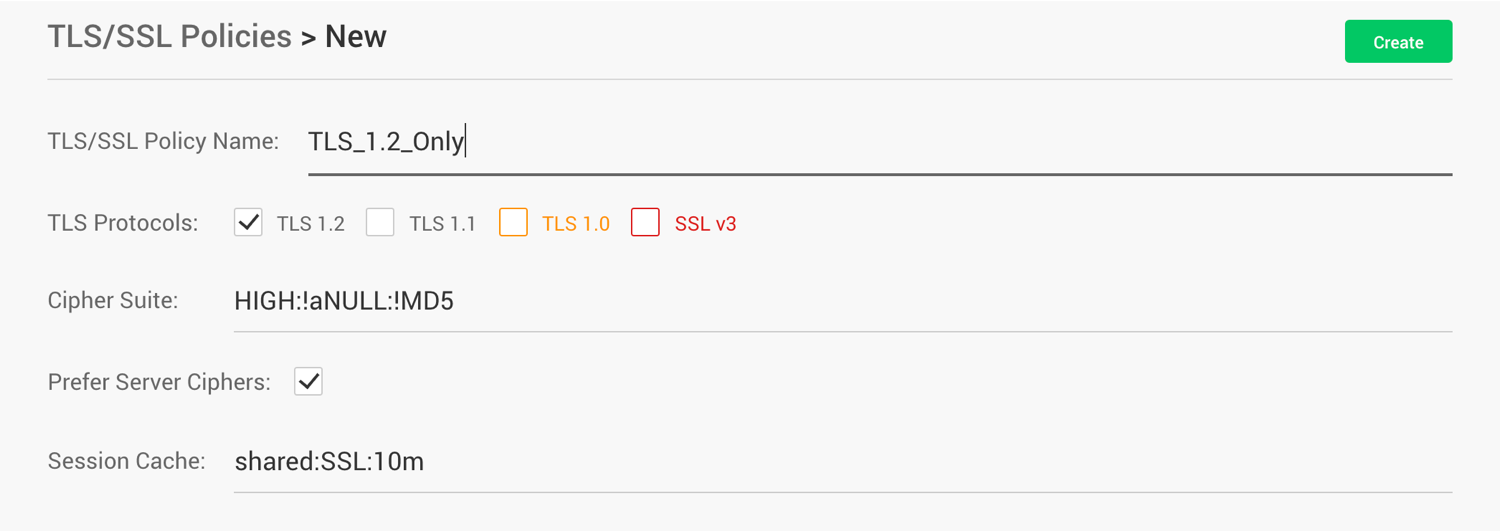 TLS/SSL Policies > New
Create
TLS/SSL Policy Name: TLS_1.2_Only
TLS Protocols: TLS 1.2 TLS 1.1 TLS 1.0 SSL v3
Cipher Suite: HIGH:!aNULL:!MD5
Prefer Server Ciphers:
Session Cache: shared:SSL:10m